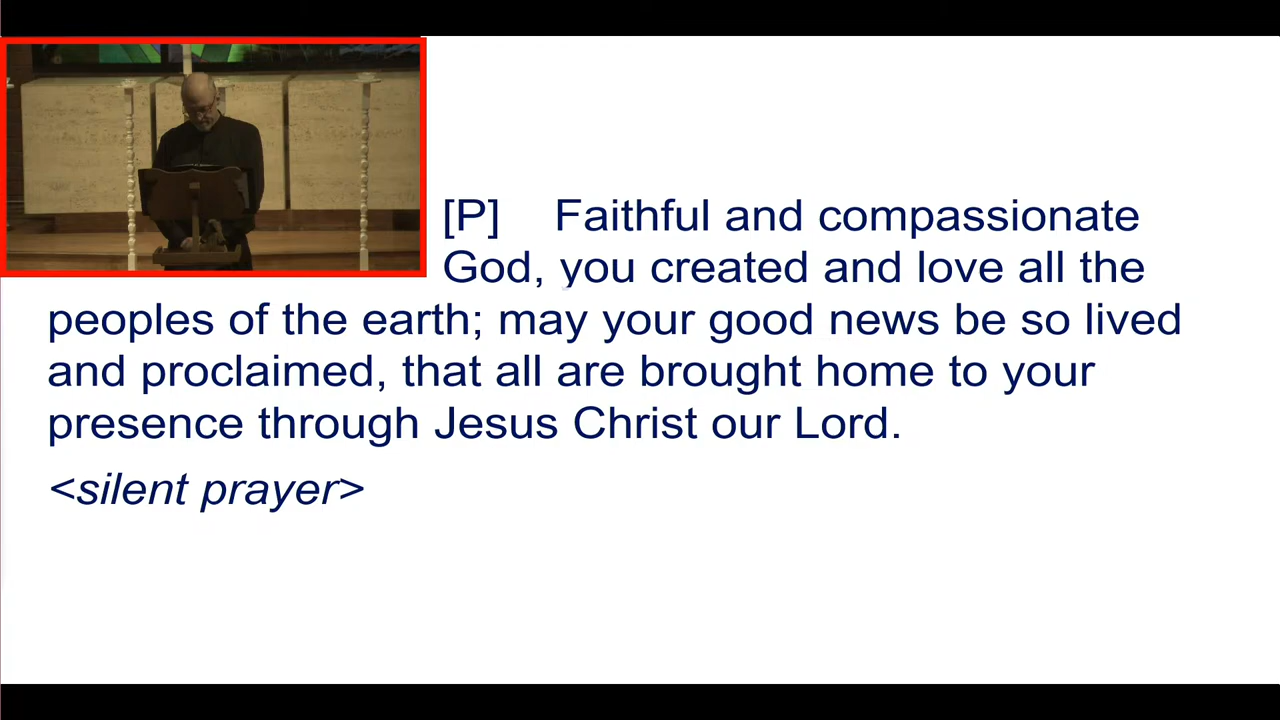 [P] Faithful and compassionate
God, you created and love all the
peoples of the earth; may your good news be so lived
and proclaimed, that all are brought home to your
presence through Jesus Christ our Lord.
<silent prayer>